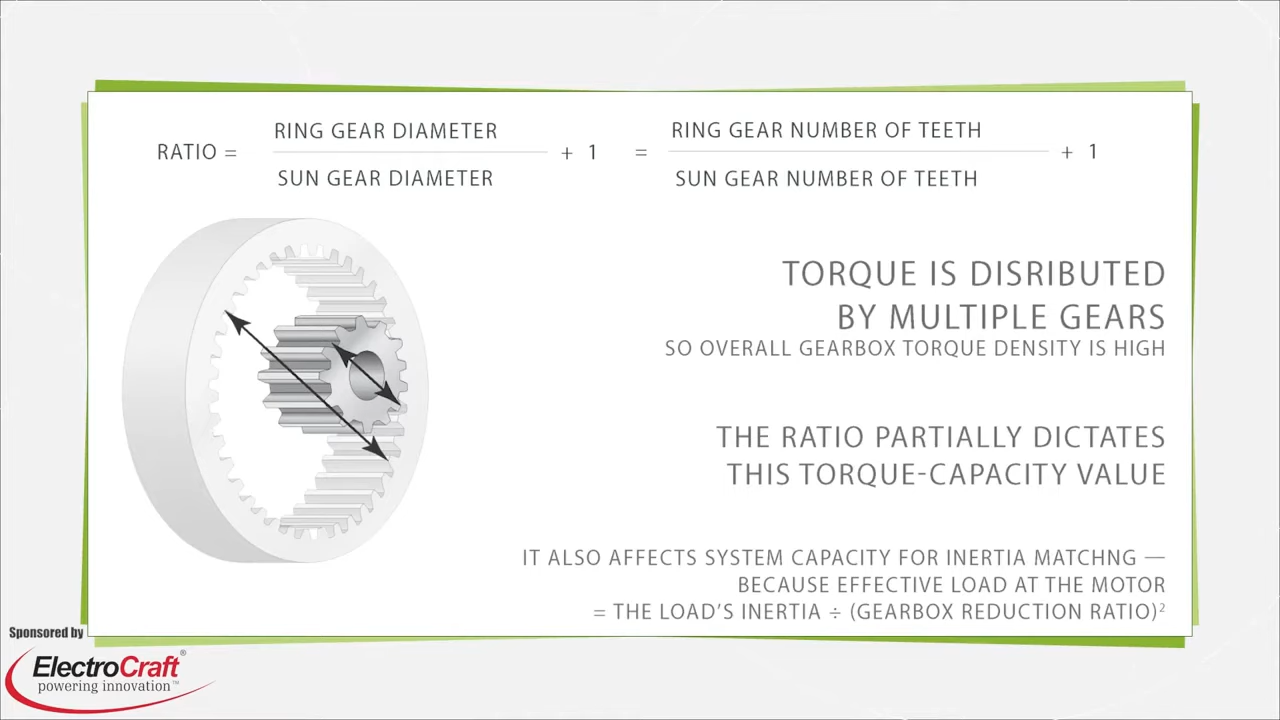 RING GEAR DIAMETER
RATIO =
+ 1
SUN GEAR DIAMETER
=
RING GEAR NUMBER OF TEETH
+ 1
SUN GEAR NUMBER OF TEETH
TORQUE IS DISRIBUTED
BY MULTIPLE GEARS
SO OVERALL GEARBOX TORQUE DENSITY IS HIGH
THE RATIO PARTIALLY DICTATES
THIS TORQUE-CAPACITY VALUE
IT ALSO AFFECTS SYSTEM CAPACITY FOR INERTIA MATCHNG —
BECAUSE EFFECTIVE LOAD AT THE MOTOR
= THE LOAD'S INERTIA ÷ (GEARBOX REDUCTION RATIO)²
Sponsored by
ElectroCraft®
powering innovation™